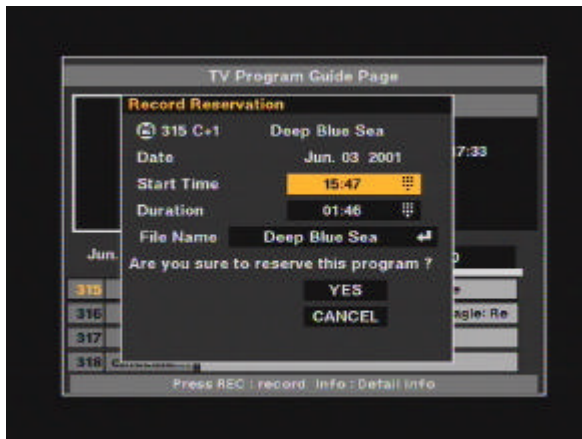 TV Program Guide Page
Record Reservation
315 C+1 Deep Blue Sea
Date Jun. 03 2001
7:33
Start Time 15:47
Duration 01:46
File Name Deep Blue Sea
Jun.
Are you sure to reserve this program ?
315
YES
316
agle: Re
CANCEL
317
318
Press REC : record Info : Detail info